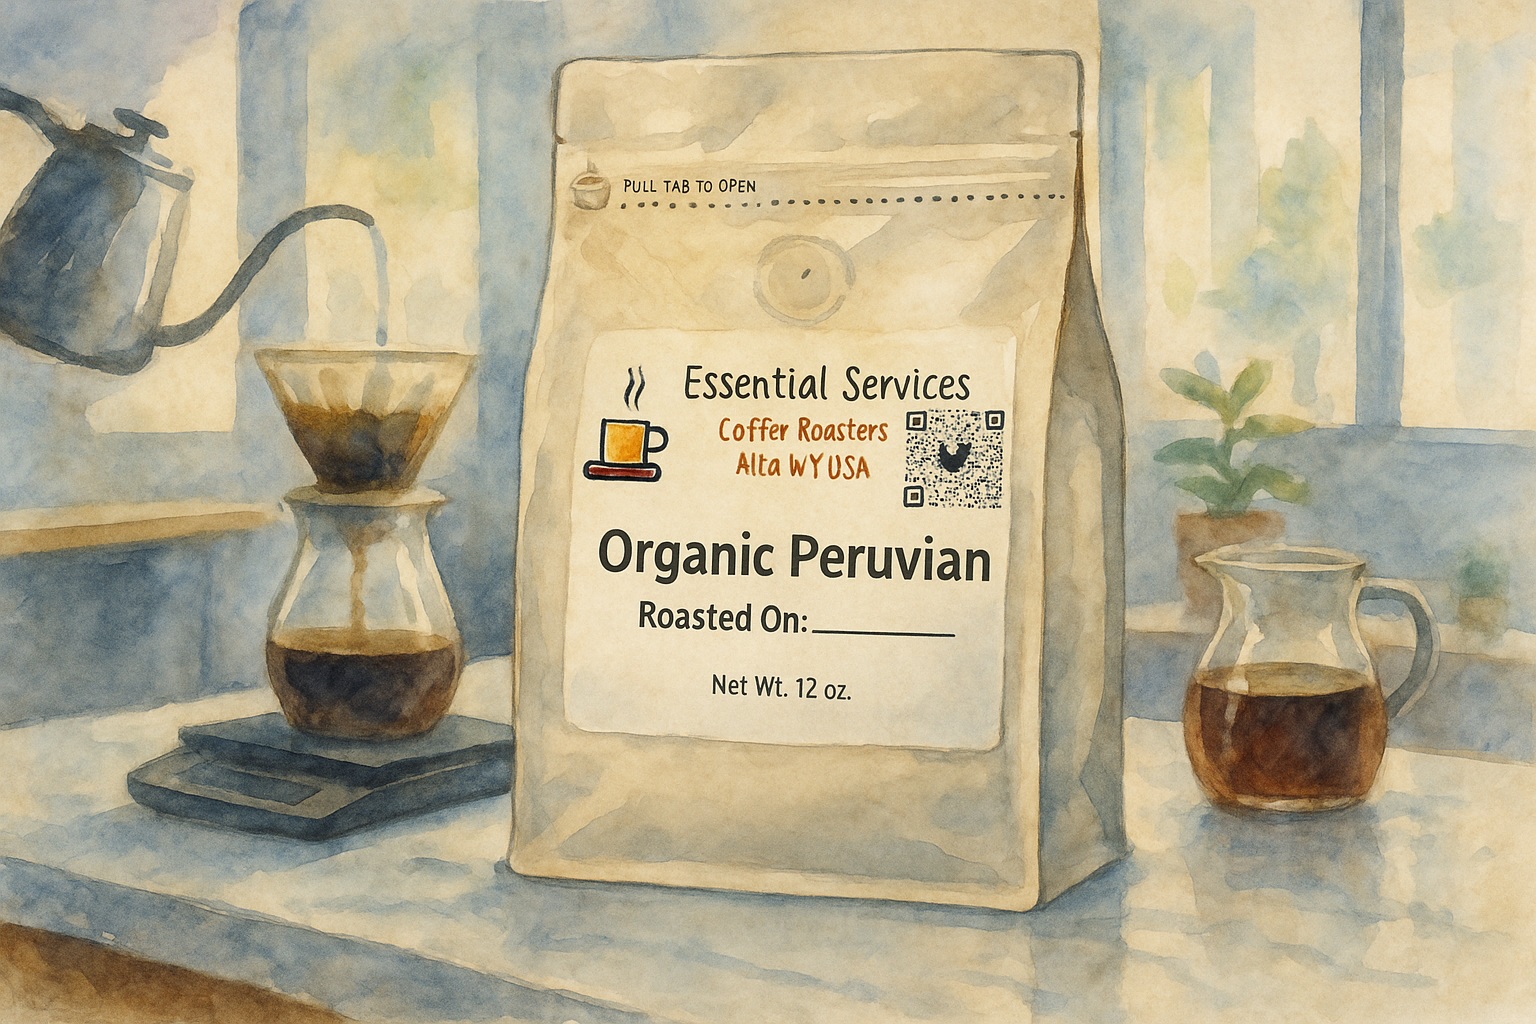 PULL TAB TO OPEN
Essential Services
Coffer Roasters
Alta WY USA
Organic Peruvian
Roasted On:__________
Net Wt. 12 oz.